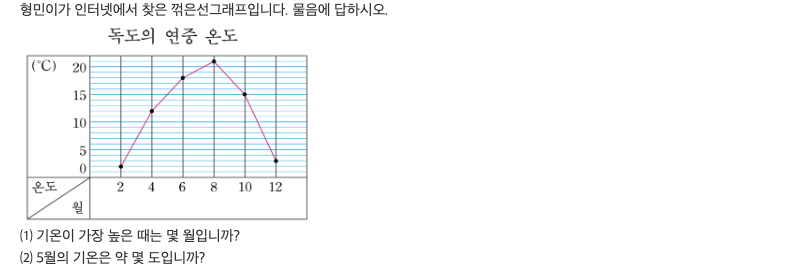 형민이가 인터넷에서 찾은 꺾은선그래프입니다. 물음에 답하시오.
독도의 연중 온도
(℃) 20
15
10
5
0
온도 2 4 6 8 10 12
월
(1) 기온이 가장 높은 때는 몇 월입니까?
(2) 5월의 기온은 약 몇 도입니까?